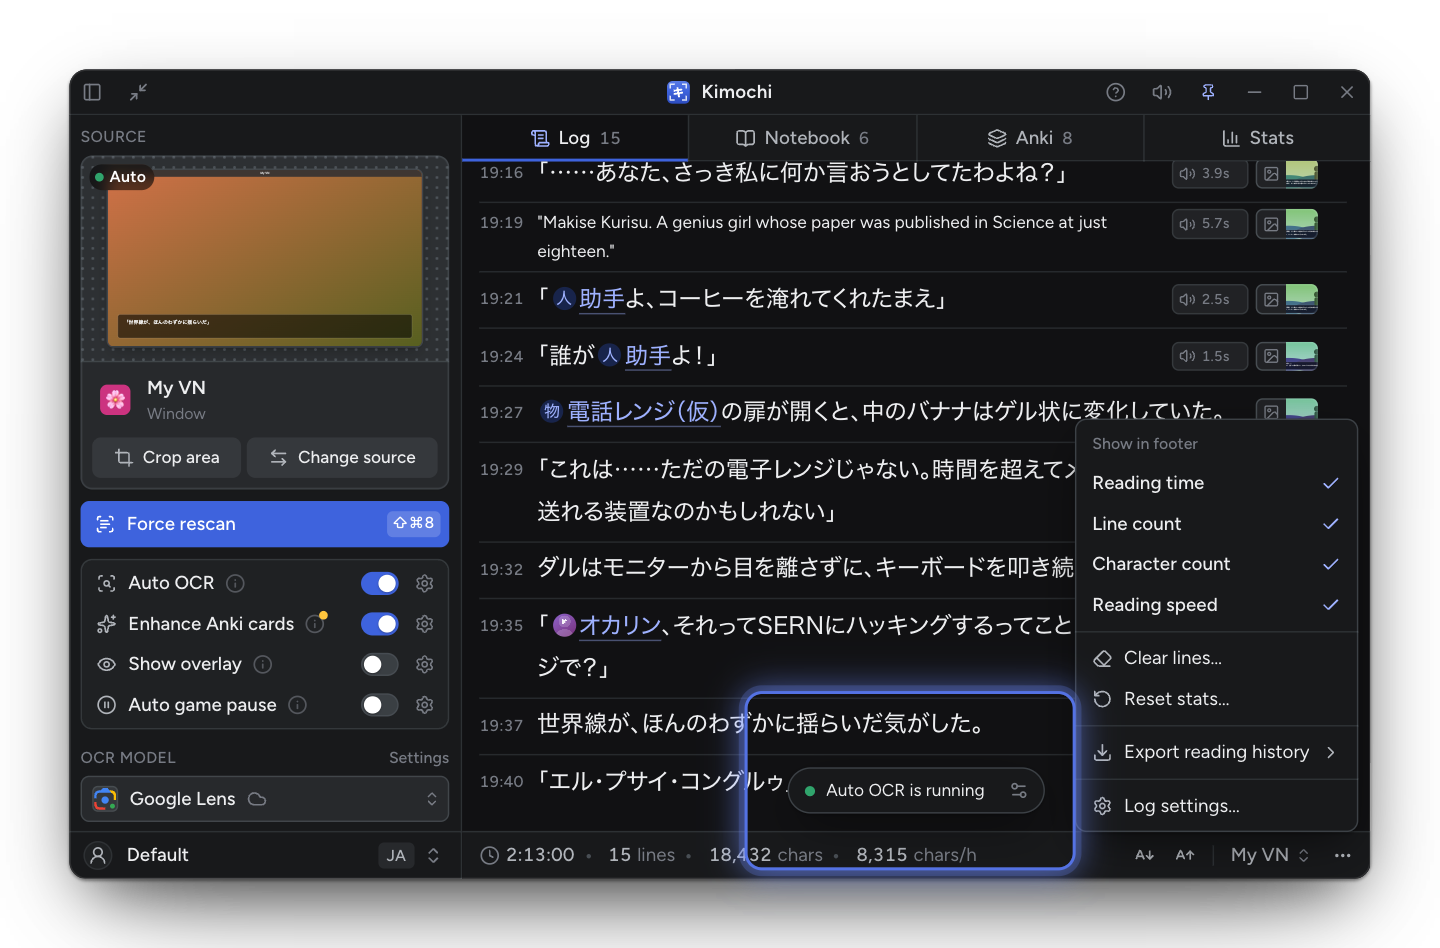 Kimochi
SOURCE
Auto
My VN
Window
Crop area
Change source
Force rescan
⇧⌘8
Auto OCR
Enhance Anki cards
Show overlay
Auto game pause
OCR MODEL
Settings
Google Lens
Default
JA
Log 15
Notebook 6
Anki 8
Stats
19:16 「……あなた、さっき私に何か言おうとしてたわよね？」 3.9s
19:19 "Makise Kurisu. A genius girl whose paper was published in Science at just 5.7s
eighteen."
19:21 「人助手よ、コーヒーを淹れてくれたまえ」 2.5s
19:24 「誰が人助手よ！」 1.5s
19:27 物電話レンジ（仮）の扉が開くと、中のバナナはゲル状に変化していた。
19:29 「これは……ただの電子レンジじゃない。時間を超えて
送れる装置なのかもしれない」
19:32 ダルはモニターから目を離さずに、キーボードを叩き続
19:35 「オカリン、それってSERNにハッキングするってこと
ジで？」
19:37 世界線が、ほんのわずかに揺らいだ気がした。
19:40 「エル・プサイ・コングルゥ
Auto OCR is running
2:13:00 • 15 lines • 18,432 chars • 8,315 chars/h
My VN
Show in footer
Reading time
Line count
Character count
Reading speed
Clear lines...
Reset stats...
Export reading history
Log settings...